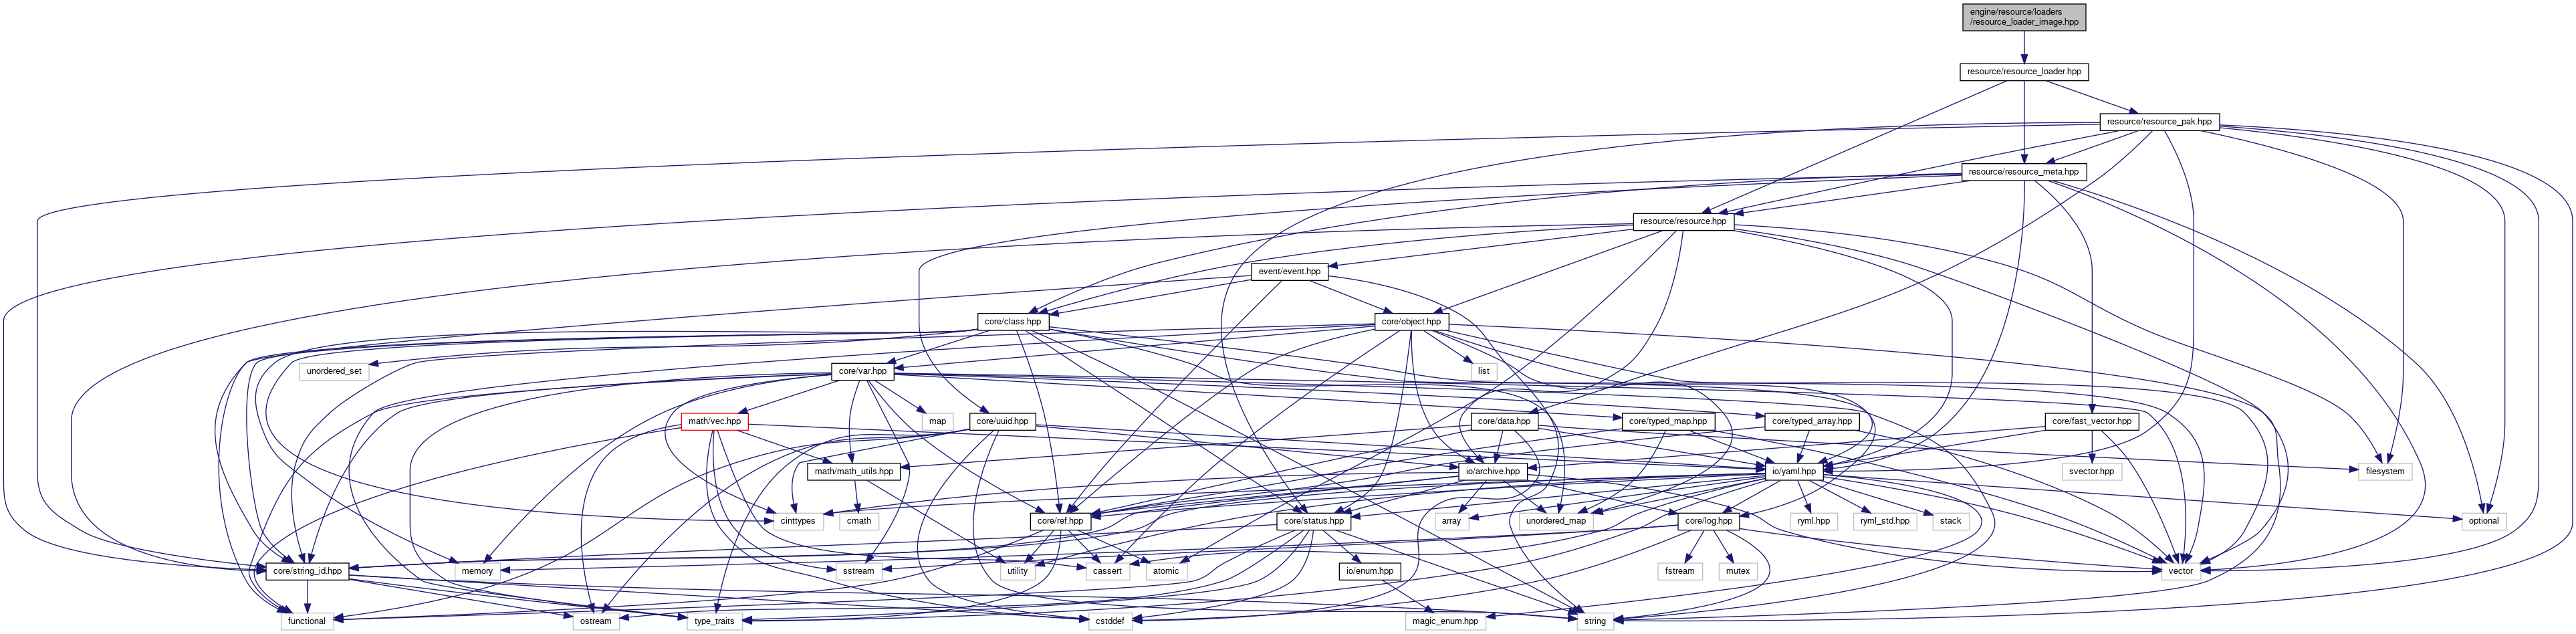 engine/resource/loaders
/resource_loader_image.hpp
resource/resource_loader.hpp
resource/resource_pak.hpp
resource/resource_meta.hpp
resource/resource.hpp
event/event.hpp
core/class.hpp
core/object.hpp
unordered_set
core/var.hpp
list
math/vec.hpp
map
core/uuid.hpp
core/data.hpp
core/typed_map.hpp
core/typed_array.hpp
core/fast_vector.hpp
math/math_utils.hpp
io/archive.hpp
io/yaml.hpp
svector.hpp
filesystem
cinttypes
cmath
core/ref.hpp
core/status.hpp
array
unordered_map
core/log.hpp
ryml.hpp
ryml_std.hpp
stack
optional
core/string_id.hpp
memory
sstream
utility
cassert
atomic
io/enum.hpp
fstream
mutex
vector
functional
ostream
type_traits
cstddef
magic_enum.hpp
string